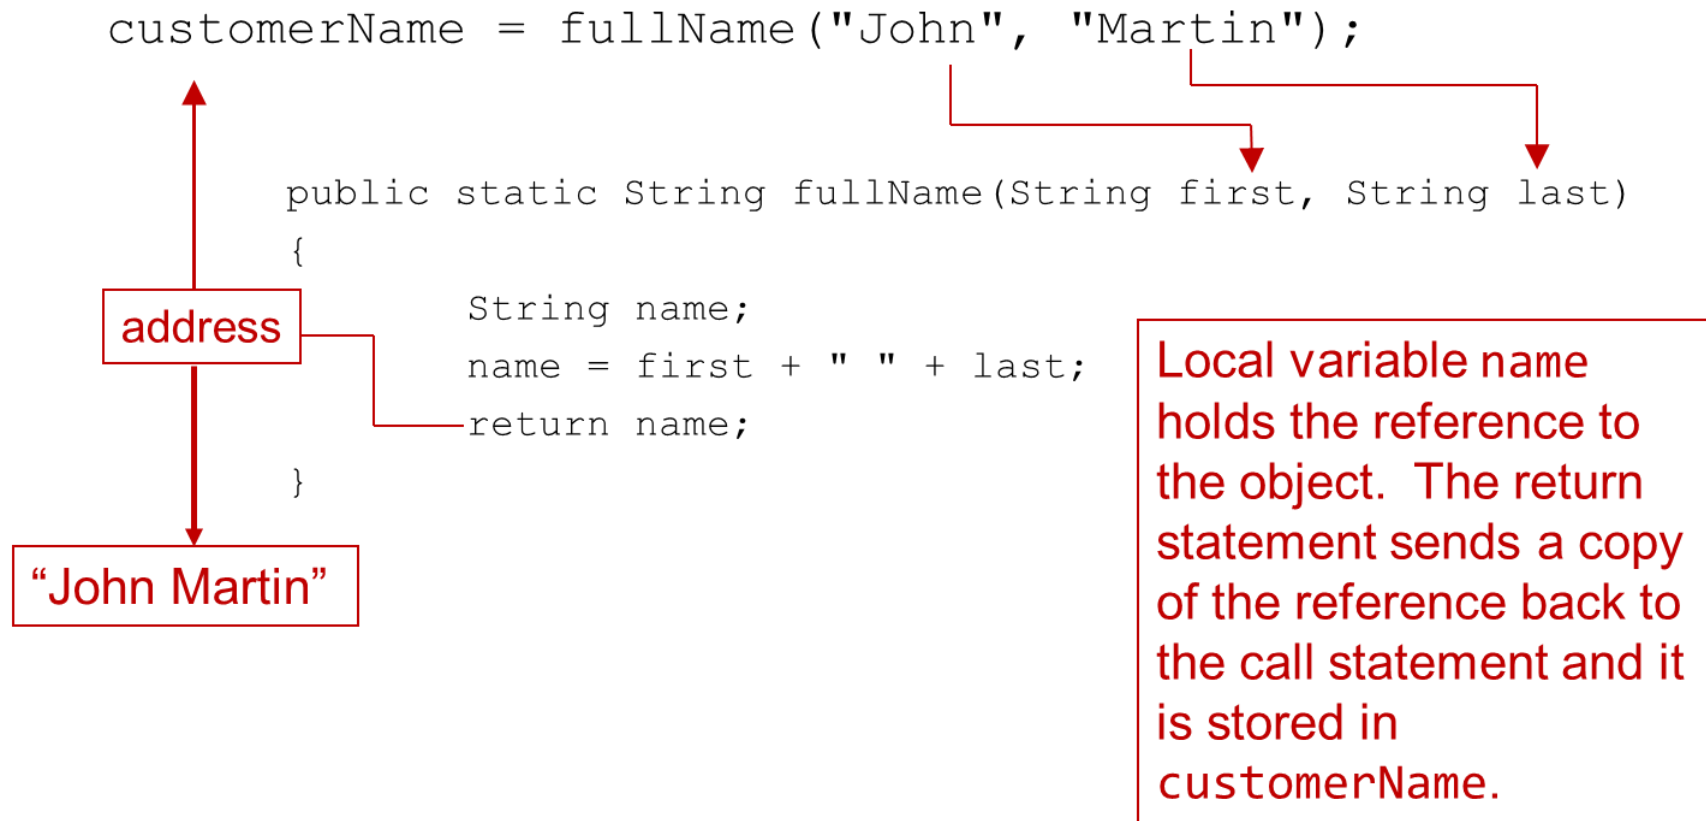 customerName = fullName("John", "Martin");
public static String fullName(String first, String last)
{
String name;
address
name = first + " " + last;
return name;
}
“John Martin”
Local variable name
holds the reference to
the object.  The return
statement sends a copy
of the reference back to
the call statement and it
is stored in
customerName.